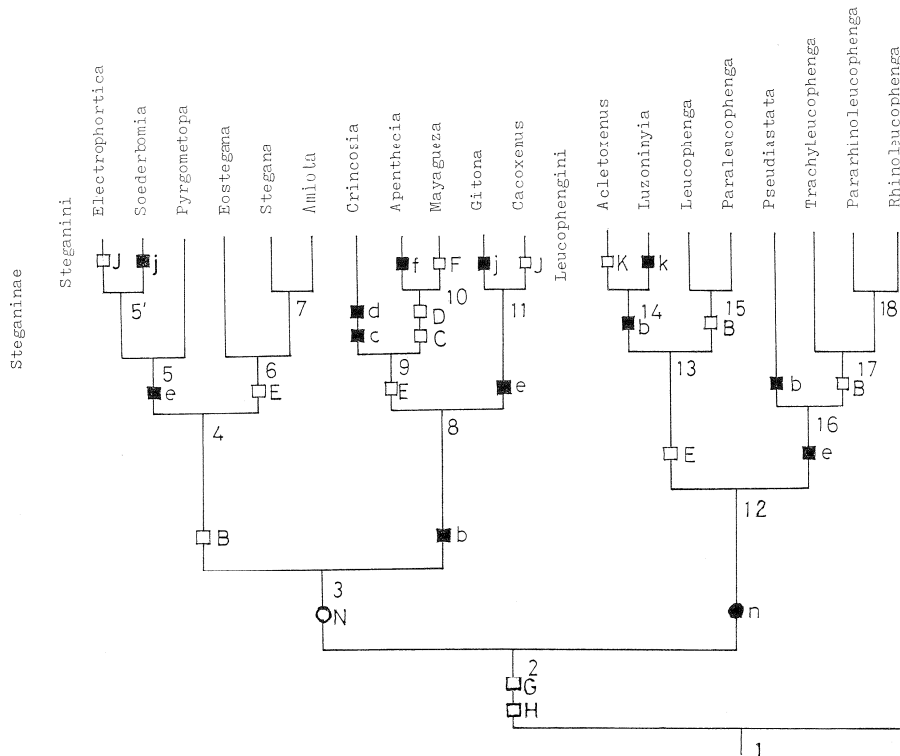 Steganinae
Steganini
Electrophortica
Soederbomia
Pyrgometopa
Eostegana
Stegana
Amiota
Crincosia
Apenthecia
Mayagueza
Gitona
Cacoxenus
Leucophengini
Acletoxenus
Luzoninyia
Leucophenga
Paraleucophenga
Pseudiastata
Trachyleucophenga
Pararhinoleucophenga
Rhinoleucophenga
J
j
f
F
j
J
K
k
5'
7
d
c
10
D
C
11
14
b
15
B
18
5
e
6
E
9
E
e
13
b
17
B
4
8
16
E
e
12
B
b
3
N
n
2
G
H
1